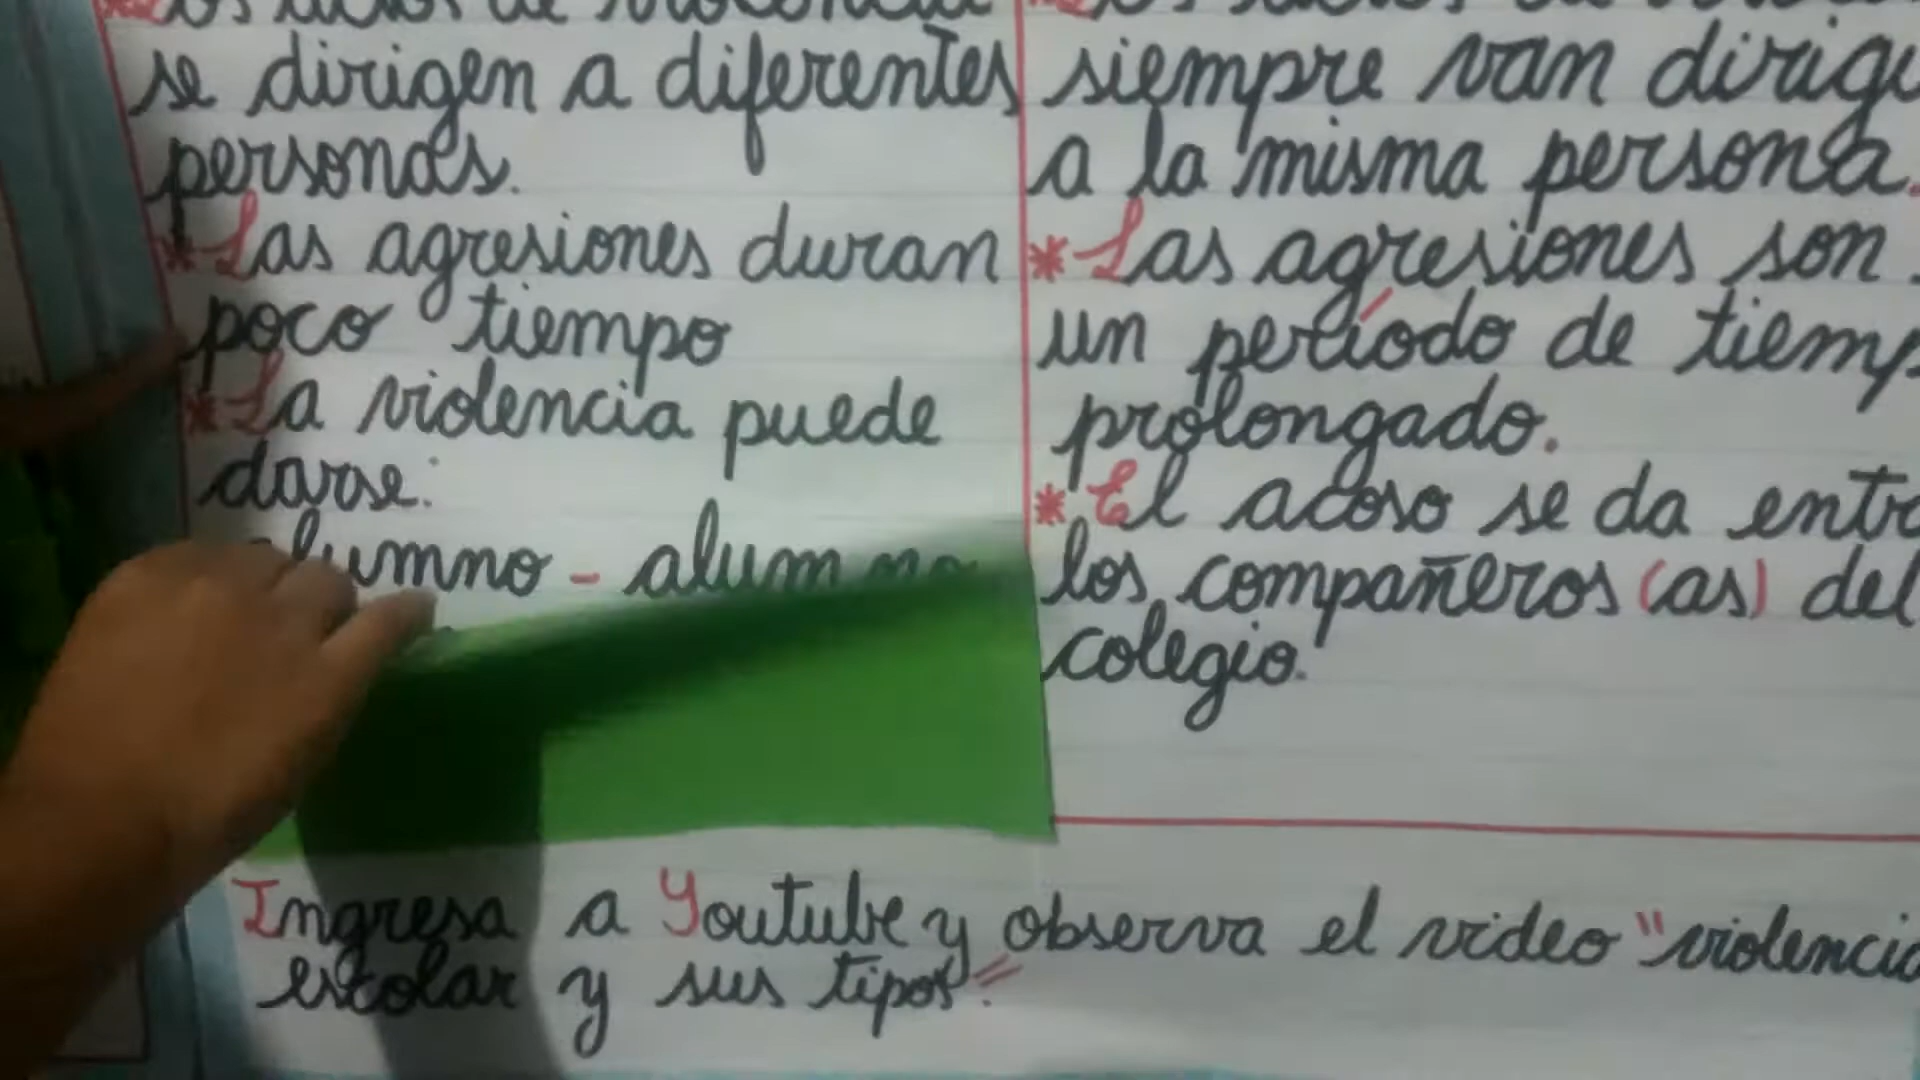 se dirigen a diferentes
personas.
*Las agresiones duran
poco tiempo
*La violencia puede
darse:
alumno - alumno
siempre van
a la misma persona.
*Las agresiones son
un período de
prolongado.
*El acoso se da
los compañeros (as) del
colegio.
Ingresa a Youtube y observa el video "violencia
escolar y sus tipos".